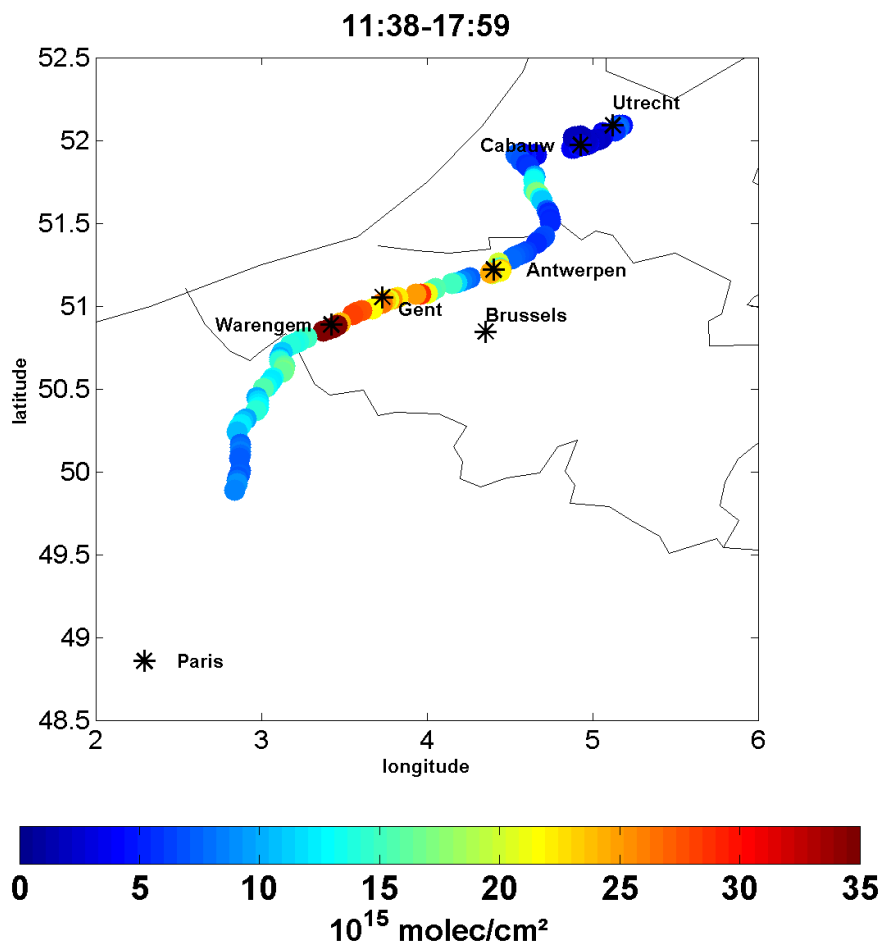 11:38-17:59
52.5
Utrecht
52
Cabauw
51.5
Antwerpen
51
Gent
Warengem
Brussels
50.5
latitude
50
49.5
49
Paris
48.5
2 3 4 5 6
longitude
0 5 10 15 20 25 30 35
10¹⁵ molec/cm²